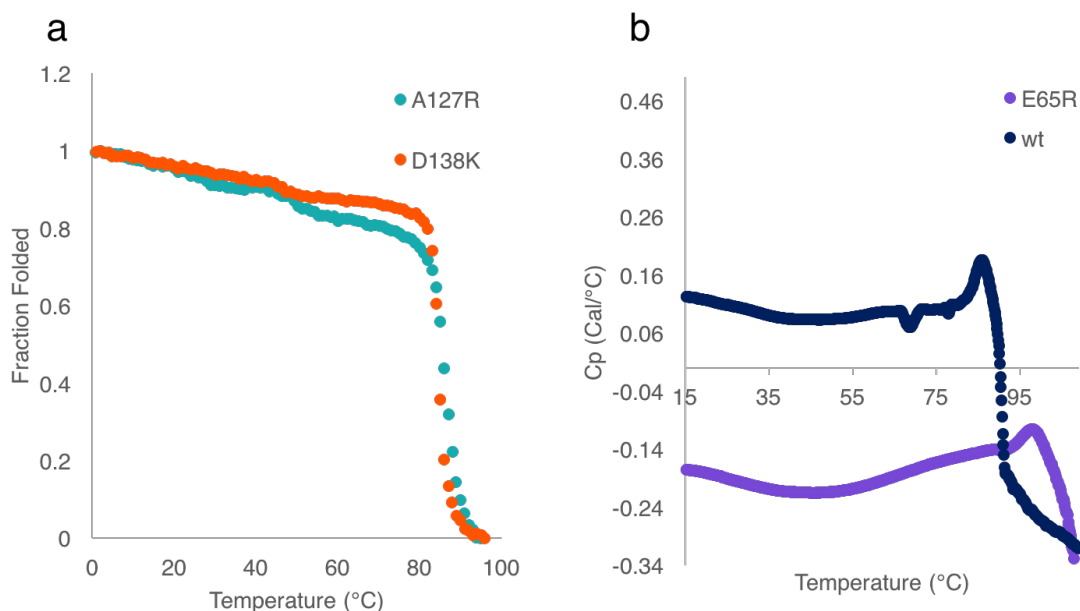 a
1.2
1
0.8
0.6
0.4
0.2
0
0 20 40 60 80 100
Fraction Folded
Temperature (°C)
A127R
D138K
b
0.46
0.36
0.26
0.16
0.06
-0.04
-0.14
-0.24
-0.34
15 35 55 75 95
Cp (Cal/°C)
Temperature (°C)
E65R
wt